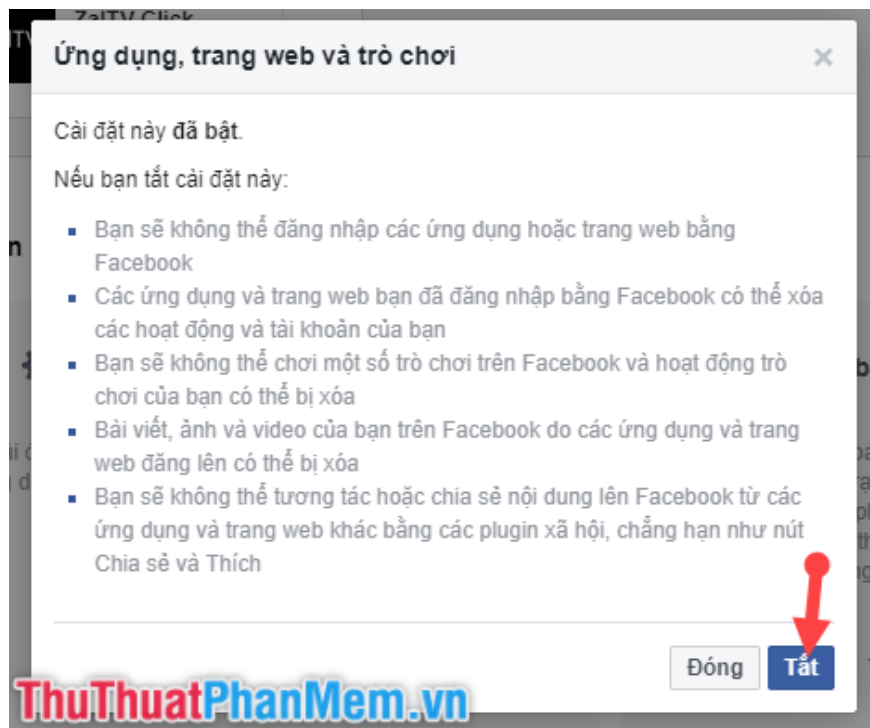 ZalTV Click
Ứng dụng, trang web và trò chơi
Cài đặt này đã bật.
Nếu bạn tắt cài đặt này:
Bạn sẽ không thể đăng nhập các ứng dụng hoặc trang web bằng
Facebook
Các ứng dụng và trang web bạn đã đăng nhập bằng Facebook có thể xóa
các hoạt động và tài khoản của bạn
Bạn sẽ không thể chơi một số trò chơi trên Facebook và hoạt động trò
chơi của bạn có thể bị xóa
Bài viết, ảnh và video của bạn trên Facebook do các ứng dụng và trang
web đăng lên có thể bị xóa
Bạn sẽ không thể tương tác hoặc chia sẻ nội dung lên Facebook từ các
ứng dụng và trang web khác bằng các plugin xã hội, chẳng hạn như nút
Chia sẻ và Thích
Đóng Tắt
ThuThuatPhanMem.vn